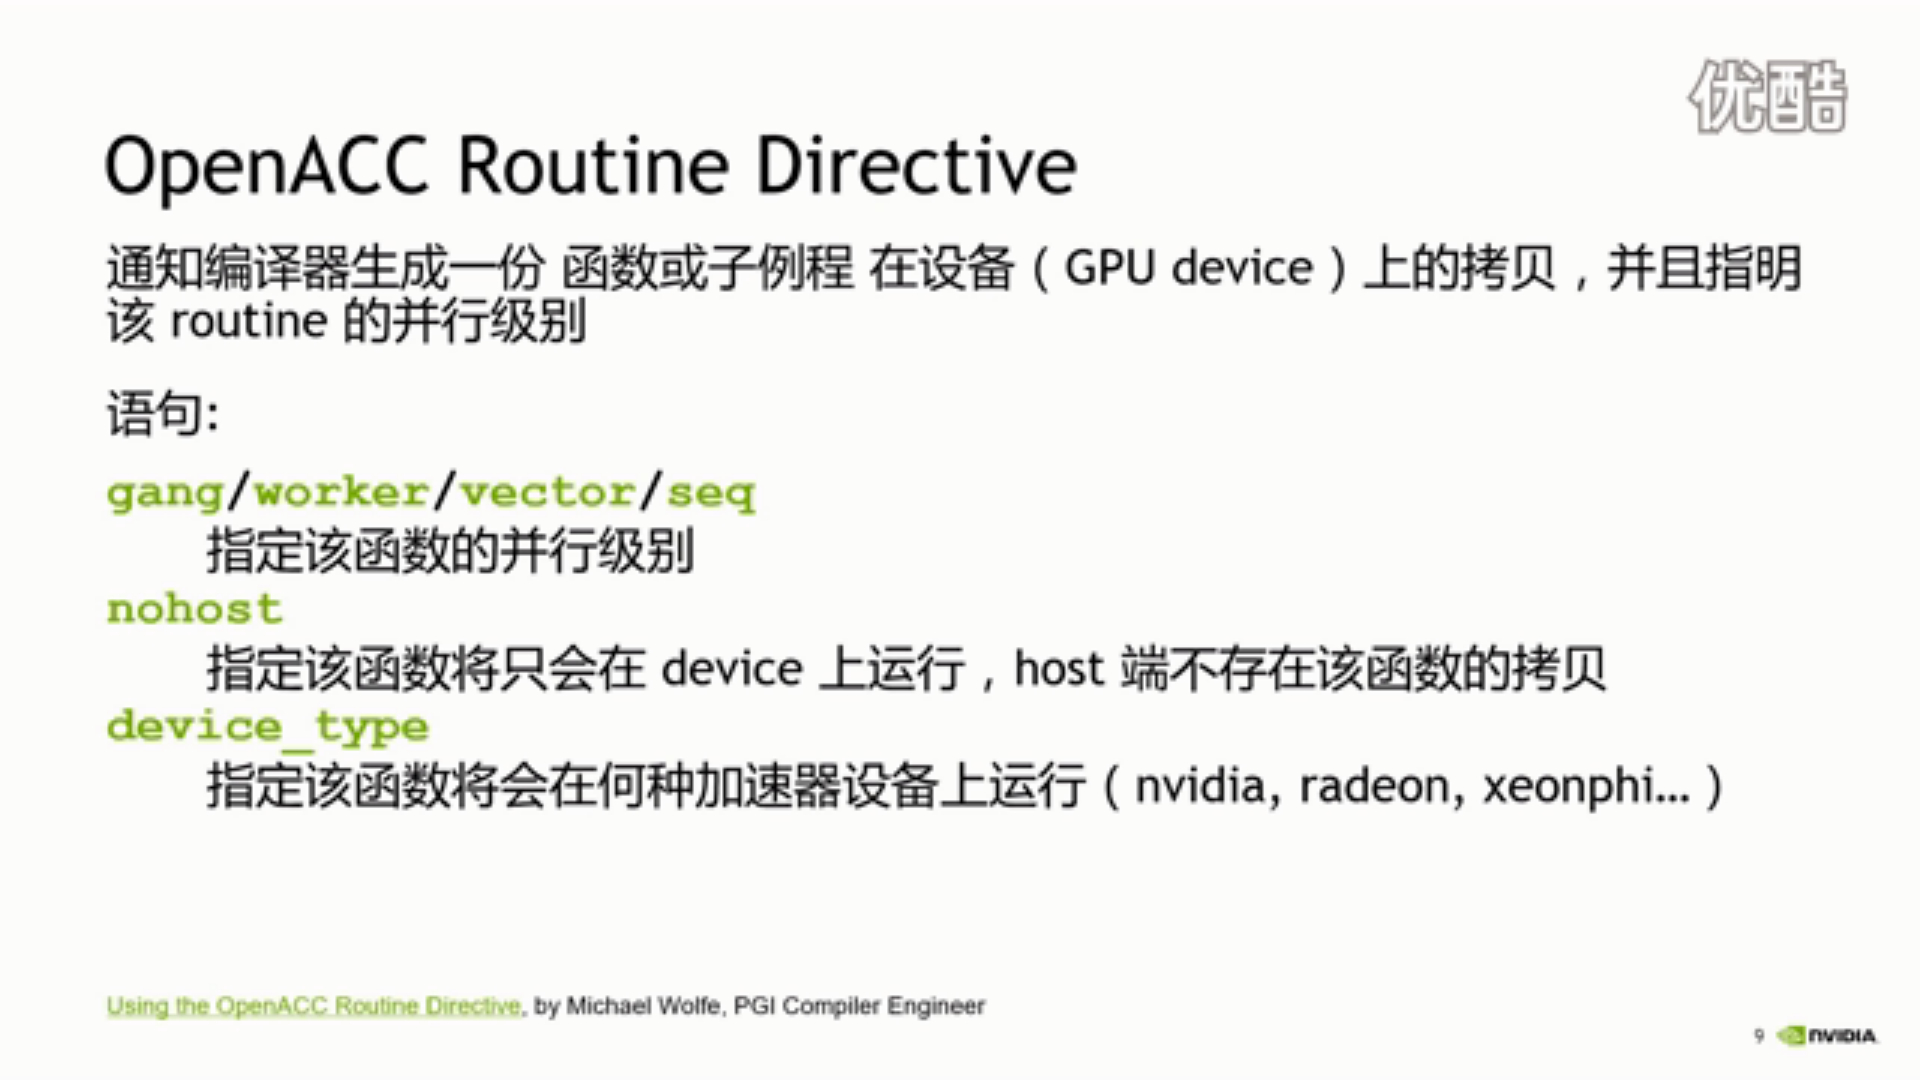 优酷
OpenACC Routine Directive
通知编译器生成一份 函数或子例程 在设备（GPU device）上的拷贝，并且指明
该 routine 的并行级别
语句:
gang/worker/vector/seq
指定该函数的并行级别
nohost
指定该函数将只会在 device 上运行，host 端不存在该函数的拷贝
device_type
指定该函数将会在何种加速器设备上运行（nvidia, radeon, xeonphi…）
Using the OpenACC Routine Directive, by Michael Wolfe, PGI Compiler Engineer
9 NVIDIA